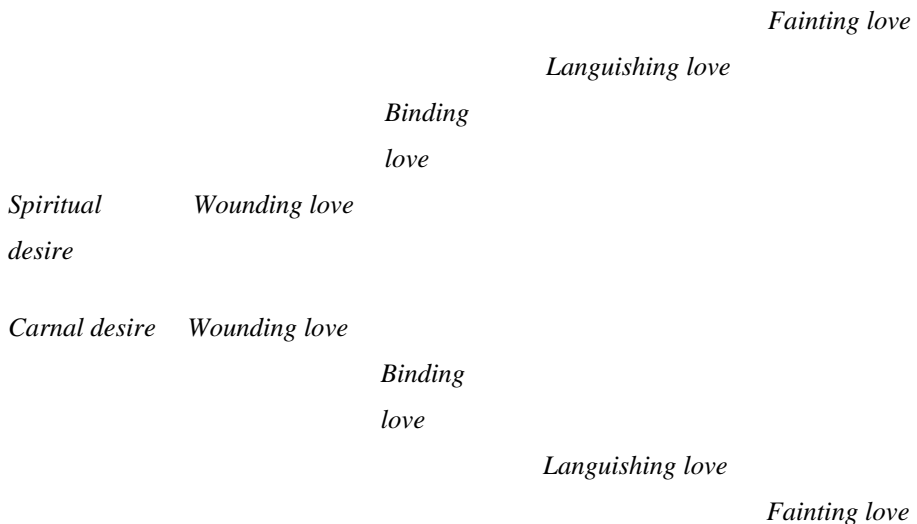 Fainting love
Languishing love
Binding
love
Spiritual Wounding love
desire
Carnal desire Wounding love
Binding
love
Languishing love
Fainting love